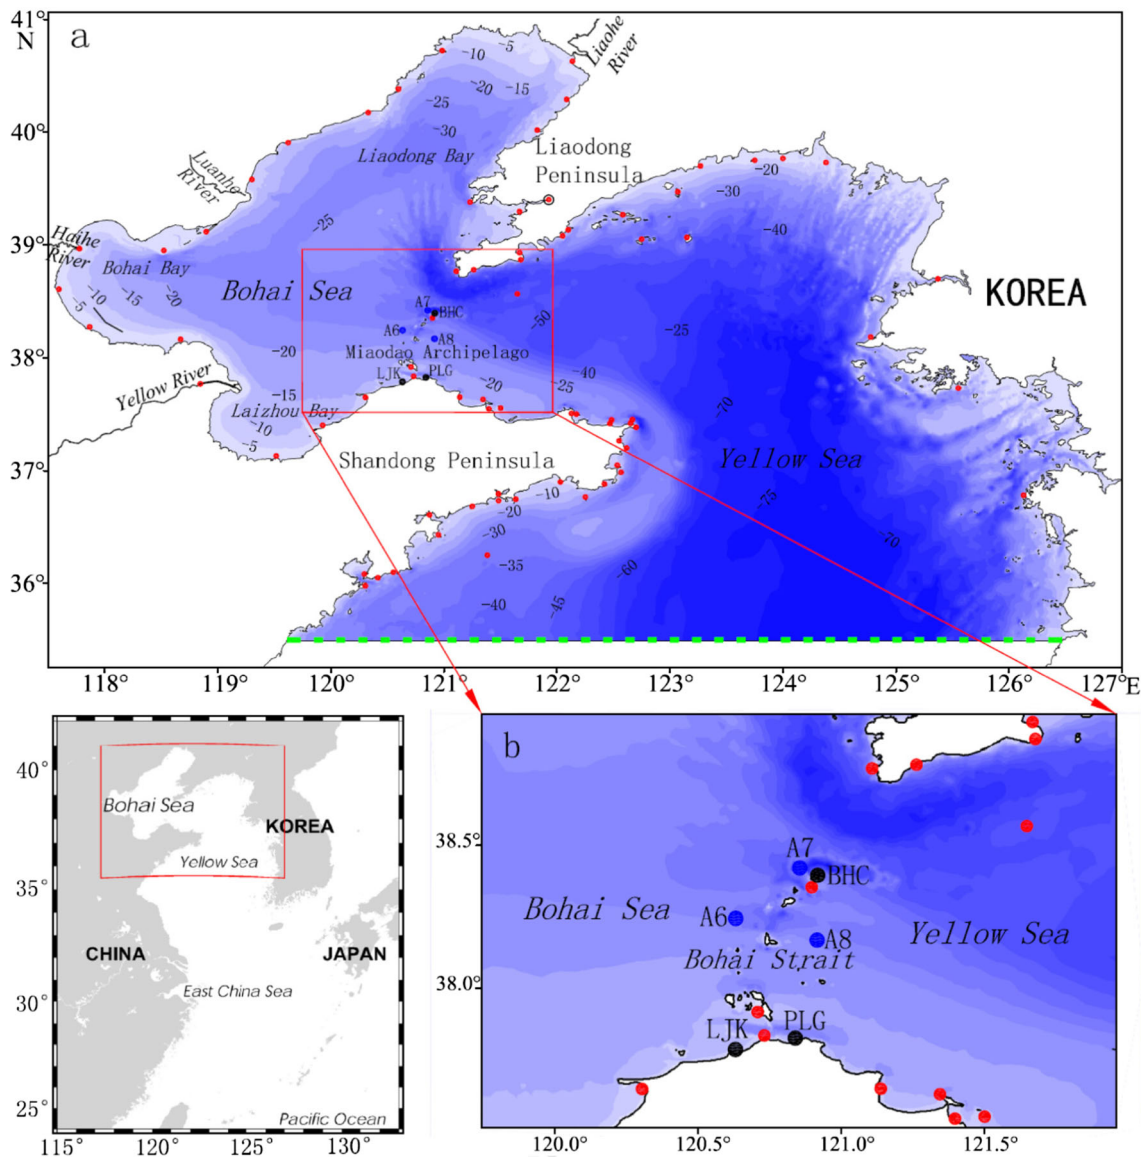 41°
N
a
40°
39°
38°
37°
36°
-5
-10
-20
-15
-25
-30
Liaohe
River
Liaodong Bay
Liaodong
Peninsula
Luanhe
River
-20
-30
-40
-25
Haihe
River
Bohai Bay
-20
-15
-10
-5
Bohai Sea
KOREA
A7
BHC
A6
A8
-50
-25
Miaodao Archipelago
-20
LJK
PLG
-20
-25
-40
Yellow River
-15
Laizhou Bay
-10
-5
-70
Shandong Peninsula
Yellow Sea
-10
-20
-30
-35
-75
-70
-60
-40
-45
118°
119°
120°
121°
122°
123°
124°
125°
126°
127°E
40°
35°
30°
25°
Bohai Sea
KOREA
Yellow Sea
CHINA
JAPAN
East China Sea
Pacific Ocean
115°
120°
125°
130°
b
38.5°
38.0°
A7
BHC
Bohai Sea
A6
A8
Yellow Sea
Bohai Strait
LJK
PLG
120.0°
120.5°
121.0°
121.5°